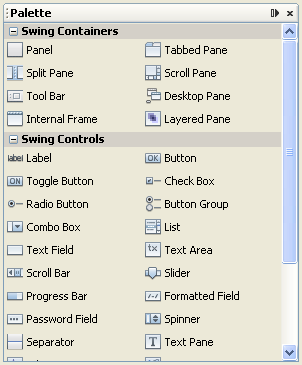 Palette
Swing Containers
Panel Tabbed Pane
Split Pane Scroll Pane
Tool Bar Desktop Pane
Internal Frame Layered Pane
Swing Controls
label Label OK Button
ON Toggle Button Check Box
Radio Button Button Group
Combo Box List
Text Field tx Text Area
Scroll Bar Slider
Progress Bar Formatted Field
Password Field Spinner
Separator T Text Pane